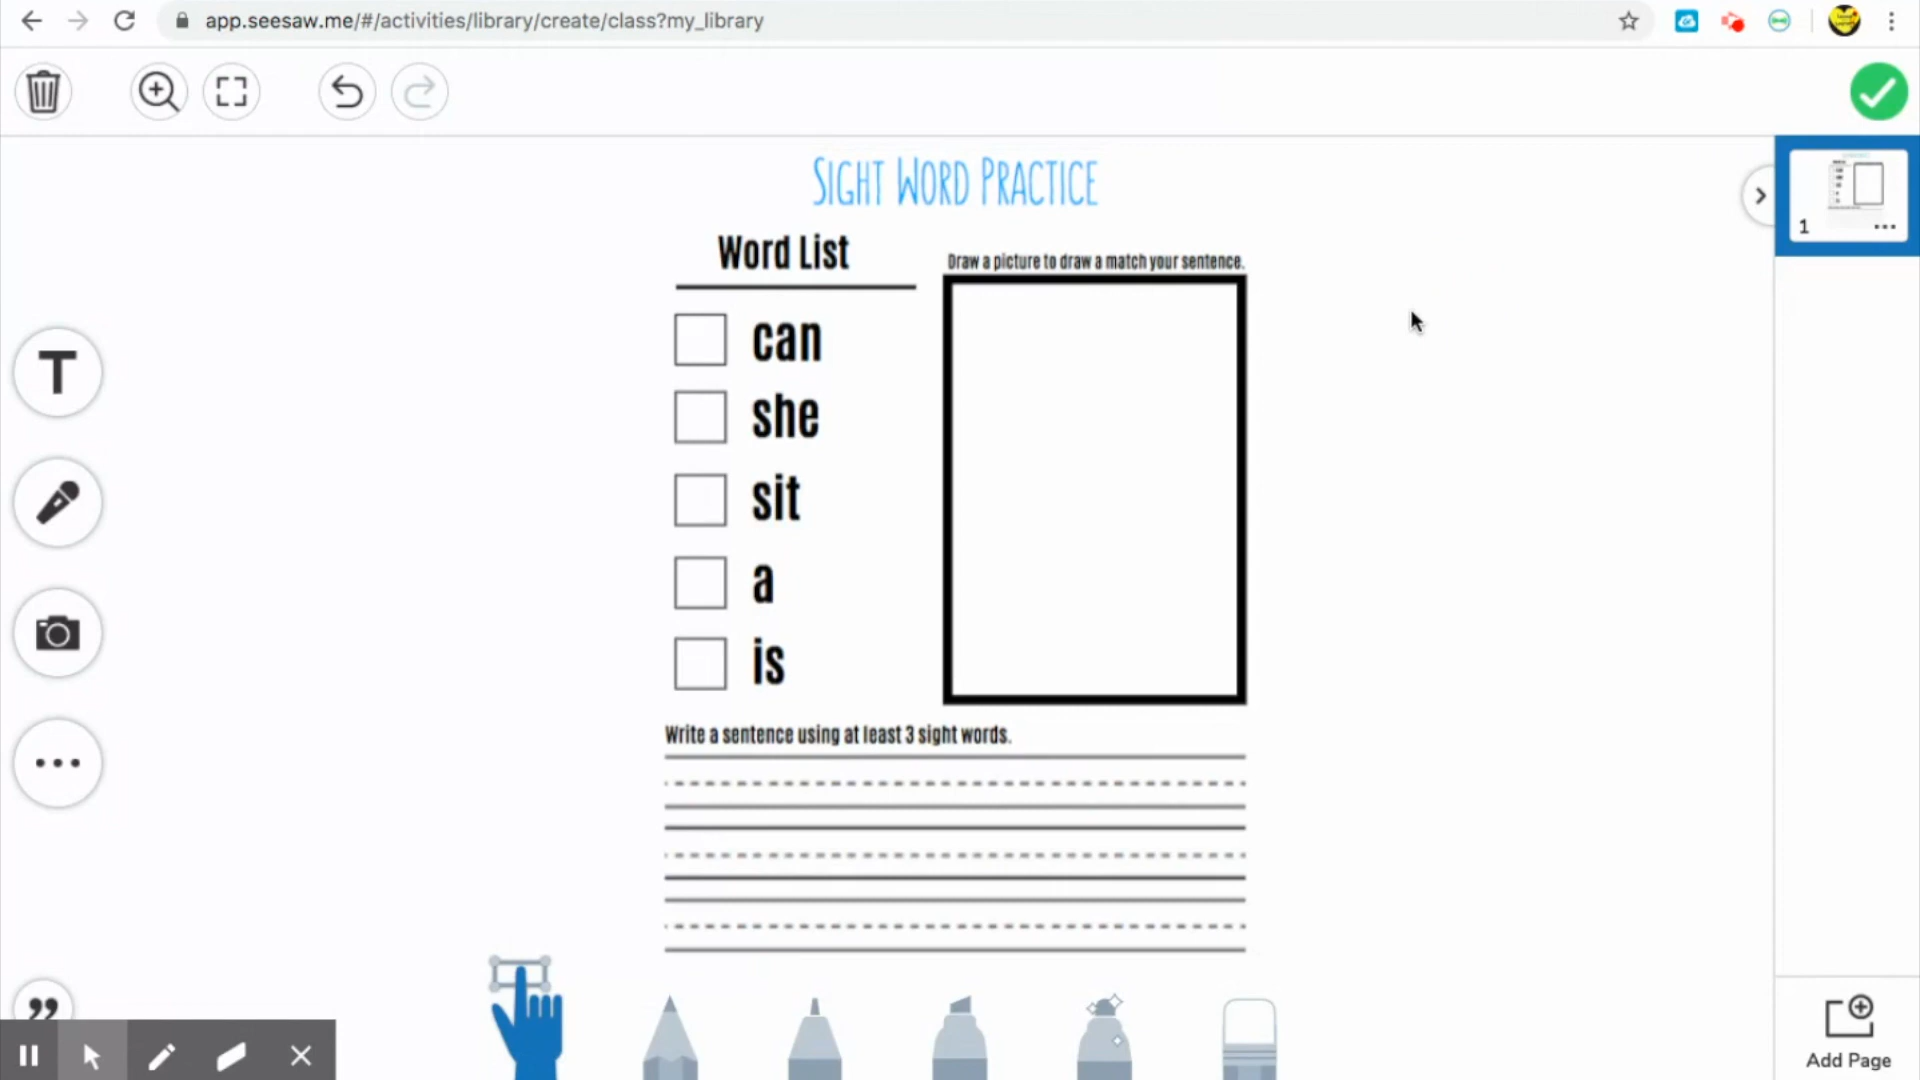 app.seesaw.me/#/activities/library/create/class?my_library
SIGHT WORD PRACTICE
Word List
Draw a picture to draw a match your sentence.
can
she
sit
a
is
Write a sentence using at least 3 sight words.
T
1
Add Page